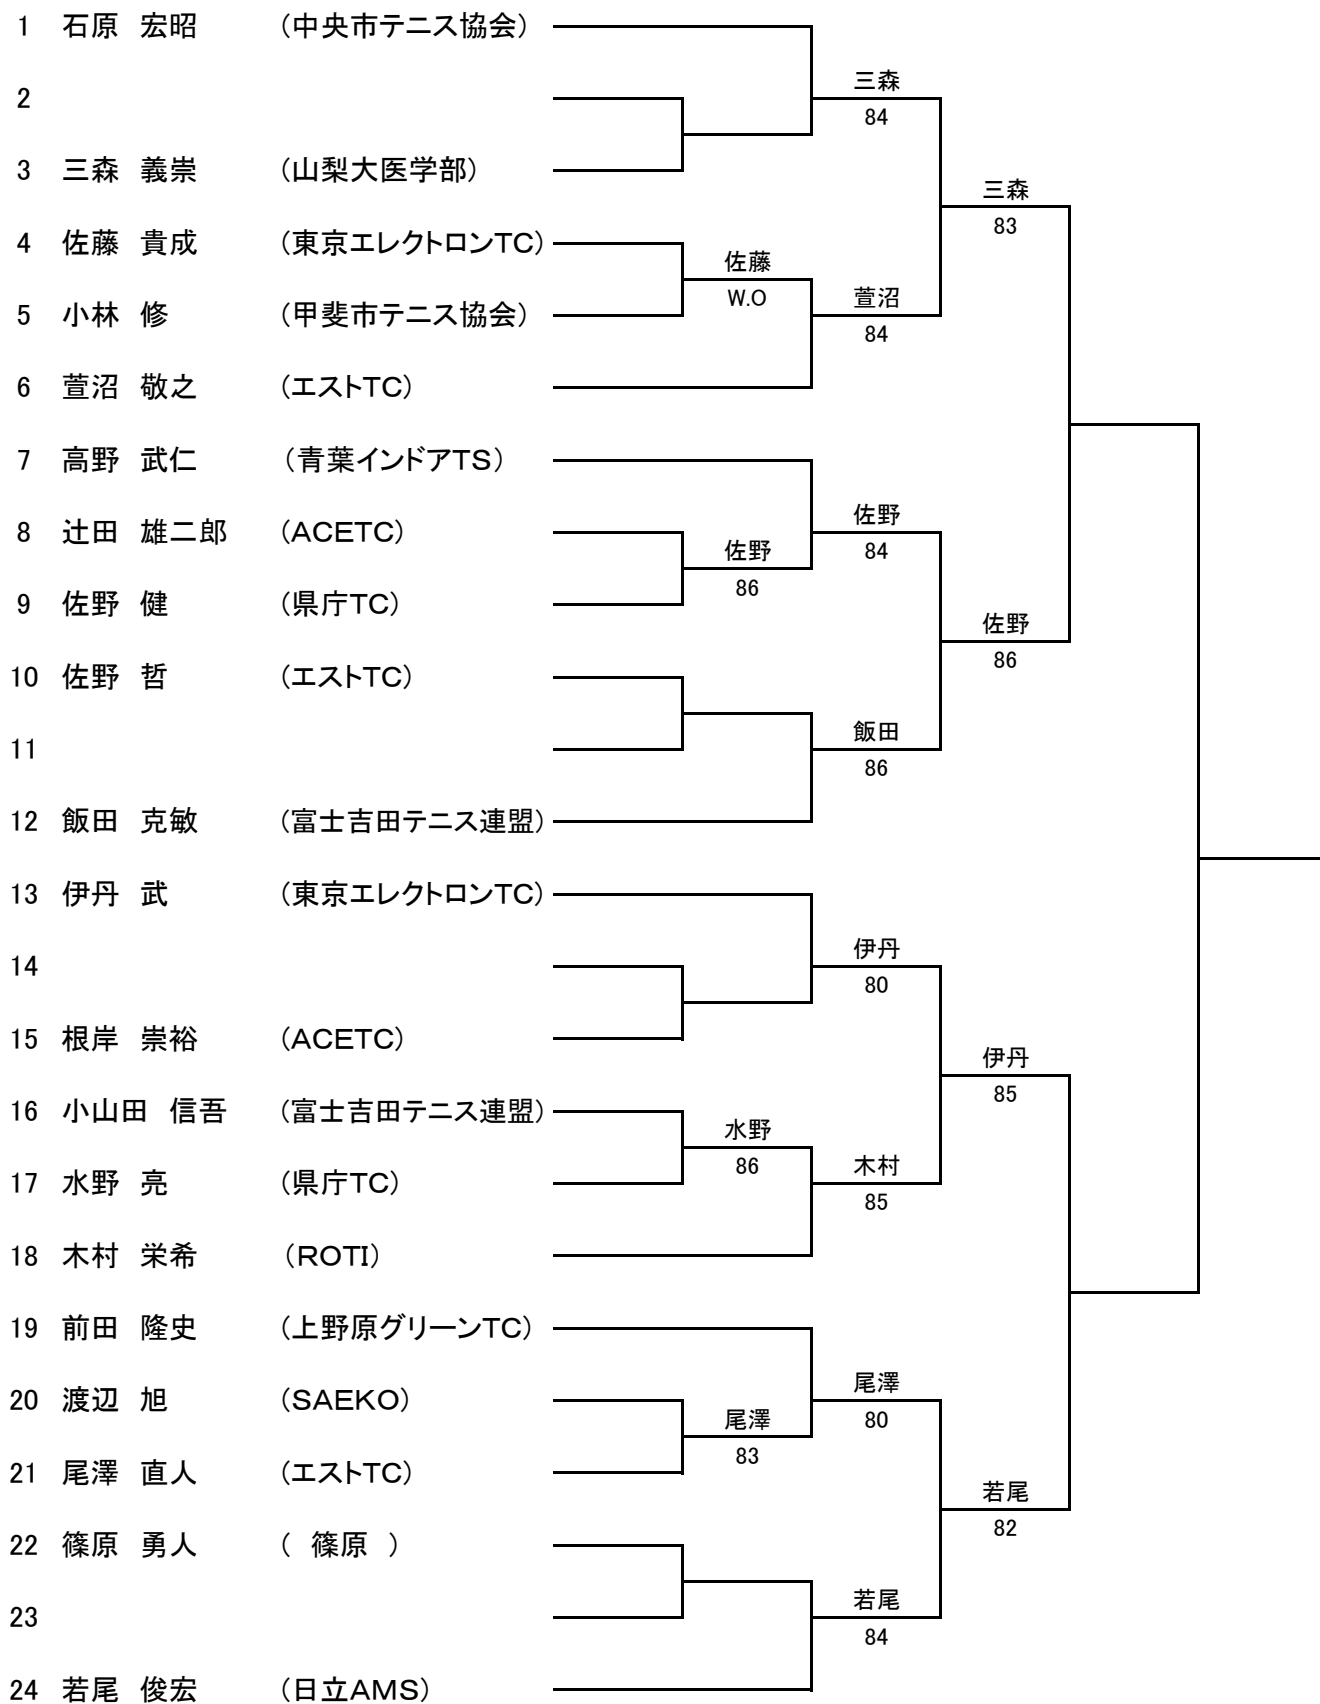 1 石原 宏昭 (中央市テニス協会)
三森
2
84
3 三森 義崇 (山梨大医学部)
三森
83
4 佐藤 貴成 (東京エレクトロンTC)
佐藤
W.O
萱沼
5 小林 修 (甲斐市テニス協会)
84
6 萱沼 敬之 (エストTC)
7 高野 武仁 (青葉インドアTS)
佐野
8 辻田 雄二郎 (ACETC)
佐野
84
86
9 佐野 健 (県庁TC)
佐野
86
10 佐野 哲 (エストTC)
飯田
11
86
12 飯田 克敏 (富士吉田テニス連盟)
13 伊丹 武 (東京エレクトロンTC)
伊丹
14
80
15 根岸 崇裕 (ACETC)
伊丹
85
16 小山田 信吾 (富士吉田テニス連盟)
水野
86
木村
17 水野 亮 (県庁TC)
85
18 木村 栄希 (ROTI)
19 前田 隆史 (上野原グリーンTC)
尾澤
20 渡辺 旭 (SAEKO)
尾澤
80
83
21 尾澤 直人 (エストTC)
若尾
82
22 篠原 勇人 ( 篠原 )
若尾
23
84
24 若尾 俊宏 (日立AMS)